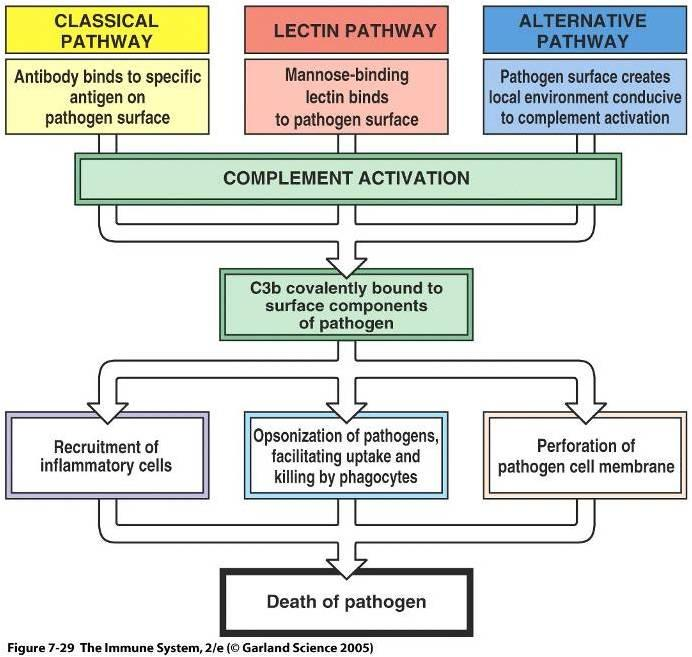 CLASSICAL
PATHWAY
Antibody binds to specific
antigen on
pathogen surface
LECTIN PATHWAY
Mannose-binding
lectin binds
to pathogen surface
ALTERNATIVE
PATHWAY
Pathogen surface creates
local environment conducive
to complement activation
COMPLEMENT ACTIVATION
C3b covalently bound to
surface components
of pathogen
Recruitment of
inflammatory cells
Opsonization of pathogens,
facilitating uptake and
killing by phagocytes
Perforation of
pathogen cell membrane
Death of pathogen
Figure 7-29 The Immune System, 2/e (© Garland Science 2005)